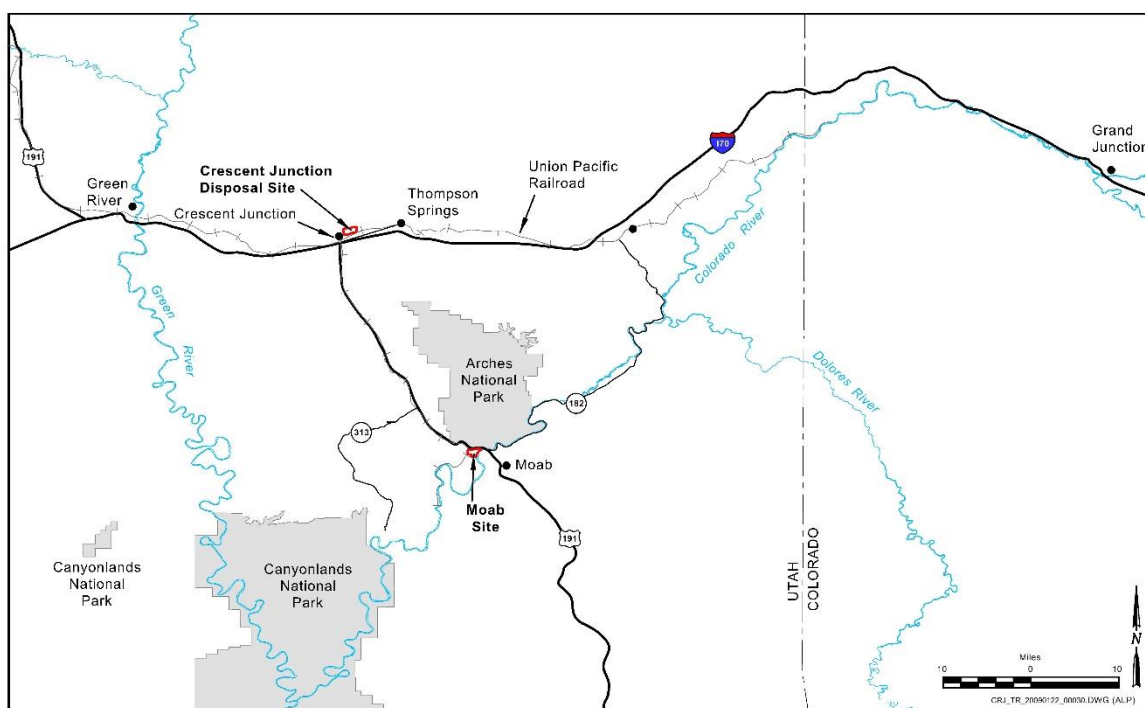 191
Green
River
Crescent Junction
Disposal Site
Crescent Junction
Thompson
Springs
Union Pacific
Railroad
I70
Grand
Junction
Colorado River
Green
River
Arches
National
Park
Dolores River
182
313
Moab
Moab
Site
191
Canyonlands
National
Park
Canyonlands
National
Park
UTAH
COLORADO
N
Miles
10 0 10
CRJ_TR_20090122_00030.DWG (ALP)